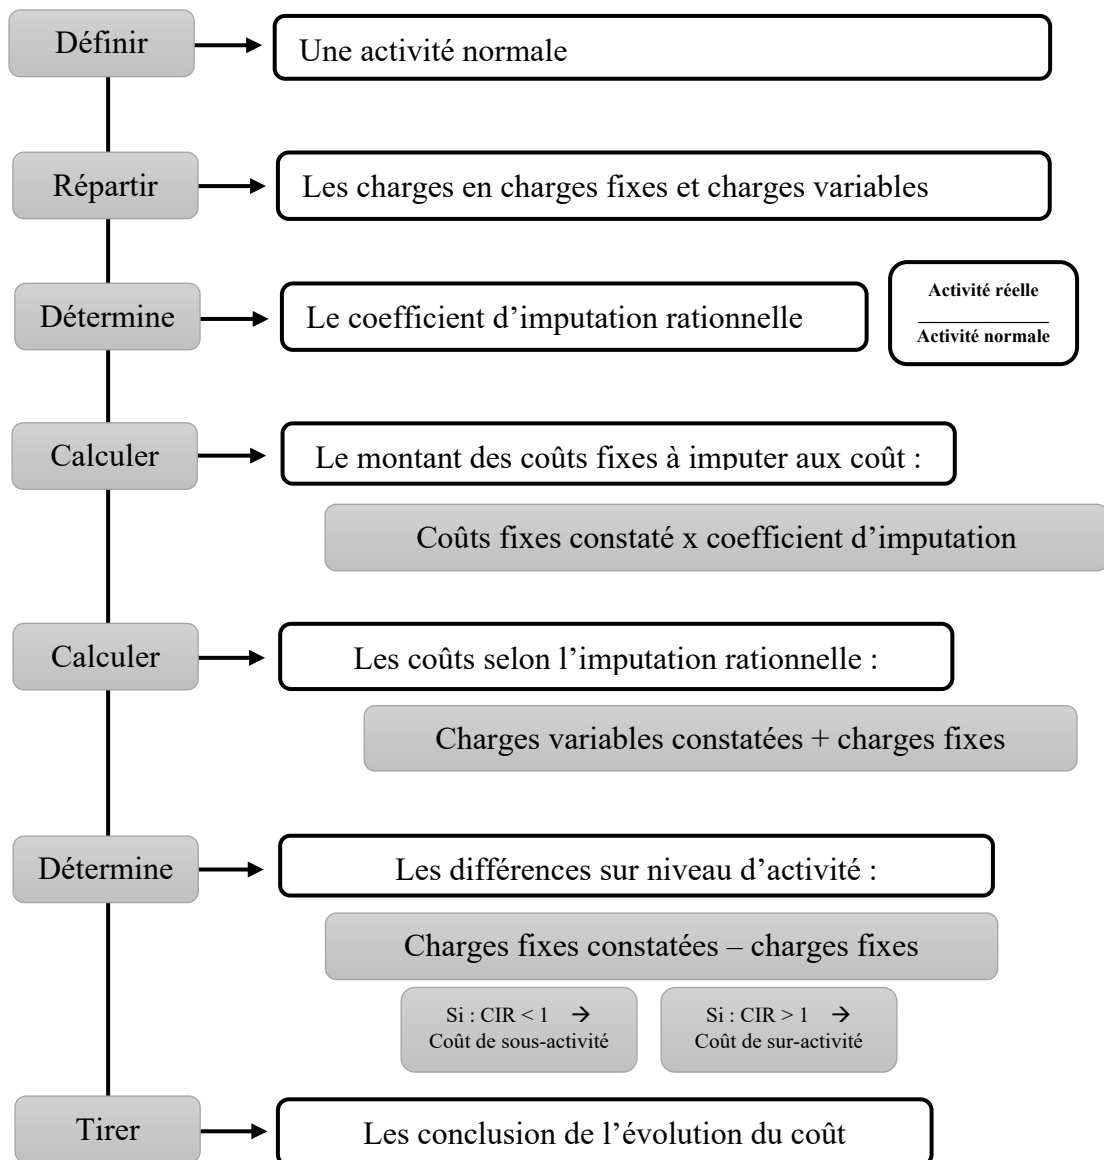 Définir
Une activité normale
Répartir
Les charges en charges fixes et charges variables
Détermine
Le coefficient d’imputation rationnelle
Activité réelle
Activité normale
Calculer
Le montant des coûts fixes à imputer aux coût :
Coûts fixes constaté x coefficient d’imputation
Calculer
Les coûts selon l’imputation rationnelle :
Charges variables constatées + charges fixes
Détermine
Les différences sur niveau d’activité :
Charges fixes constatées – charges fixes
Si : CIR < 1 →
Coût de sous-activité
Si : CIR > 1 →
Coût de sur-activité
Tirer
Les conclusion de l’évolution du coût